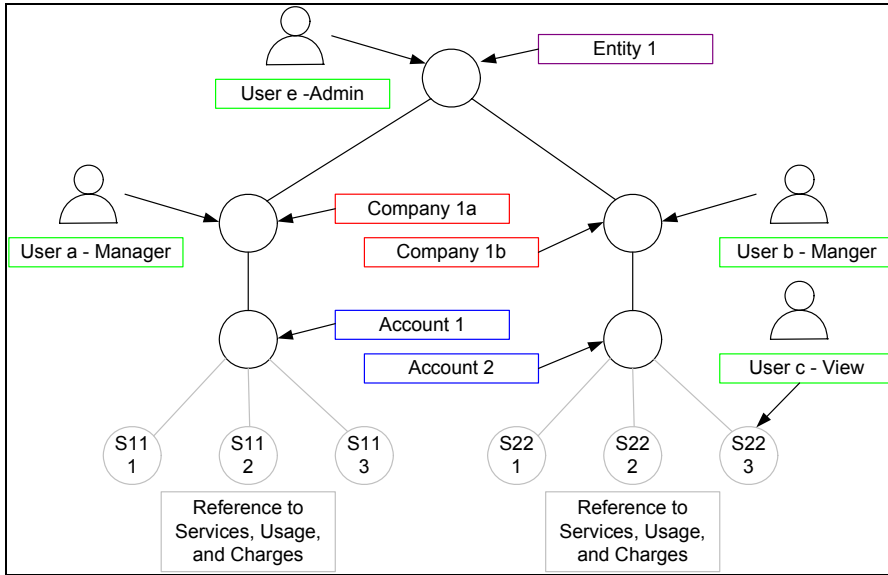 Entity 1
User e -Admin
Company 1a
User a - Manager
Company 1b
User b - Manger
Account 1
Account 2
User c - View
S11
1
S11
2
S11
3
S22
1
S22
2
S22
3
Reference to
Services, Usage,
and Charges
Reference to
Services, Usage,
and Charges